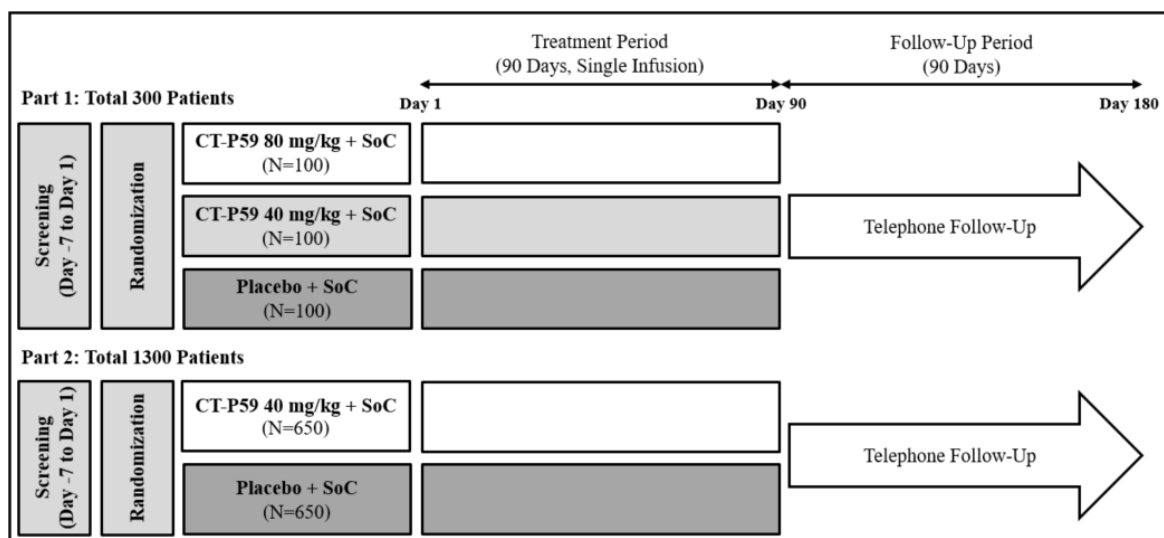 Treatment Period
(90 Days, Single Infusion)
Follow-Up Period
(90 Days)
Part 1: Total 300 Patients
Day 1
Day 90
Day 180
Screening
(Day -7 to Day 1)
Randomization
CT-P59 80 mg/kg + SoC
(N=100)
CT-P59 40 mg/kg + SoC
(N=100)
Placebo + SoC
(N=100)
Telephone Follow-Up
Part 2: Total 1300 Patients
Screening
(Day -7 to Day 1)
Randomization
CT-P59 40 mg/kg + SoC
(N=650)
Placebo + SoC
(N=650)
Telephone Follow-Up